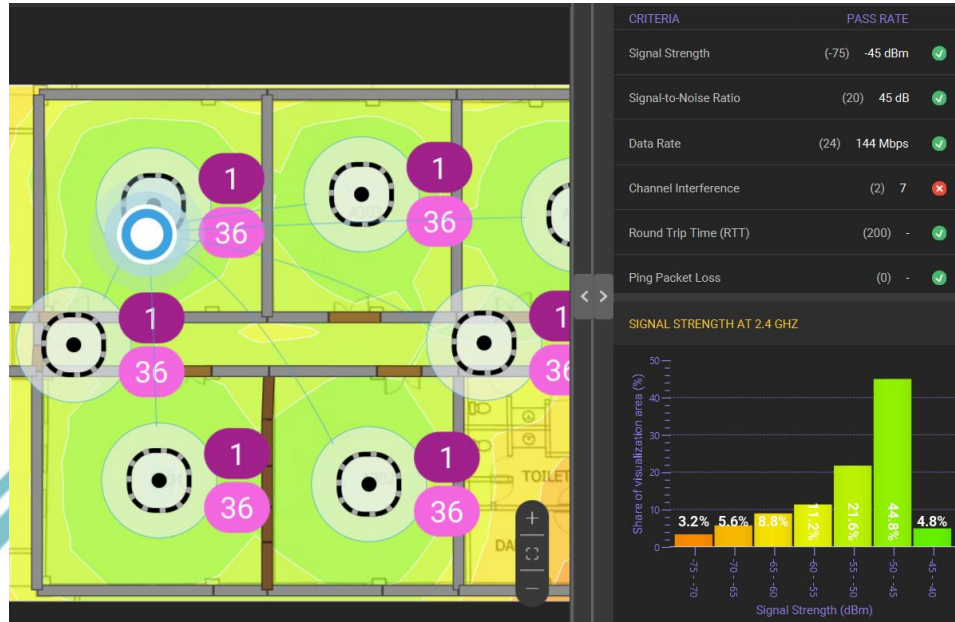 CRITERIA PASS RATE
Signal Strength (-75) -45 dBm
Signal-to-Noise Ratio (20) 45 dB
Data Rate (24) 144 Mbps
Channel Interference (2) 7
Round Trip Time (RTT) (200) -
Ping Packet Loss (0) -
SIGNAL STRENGTH AT 2.4 GHZ
Share of visualization area (%)
50
40
30
20
10
0
3.2% 5.6% 8.8% 11.2% 21.6% 44.8% 4.8%
-75 - -70 -70 - -65 -65 - -60 -60 - -55 -55 - -50 -50 - -45 -45 - -40
Signal Strength (dBm)
1
36
1
36
1
36
1
36
1
36
1
36
TOILET
+
−